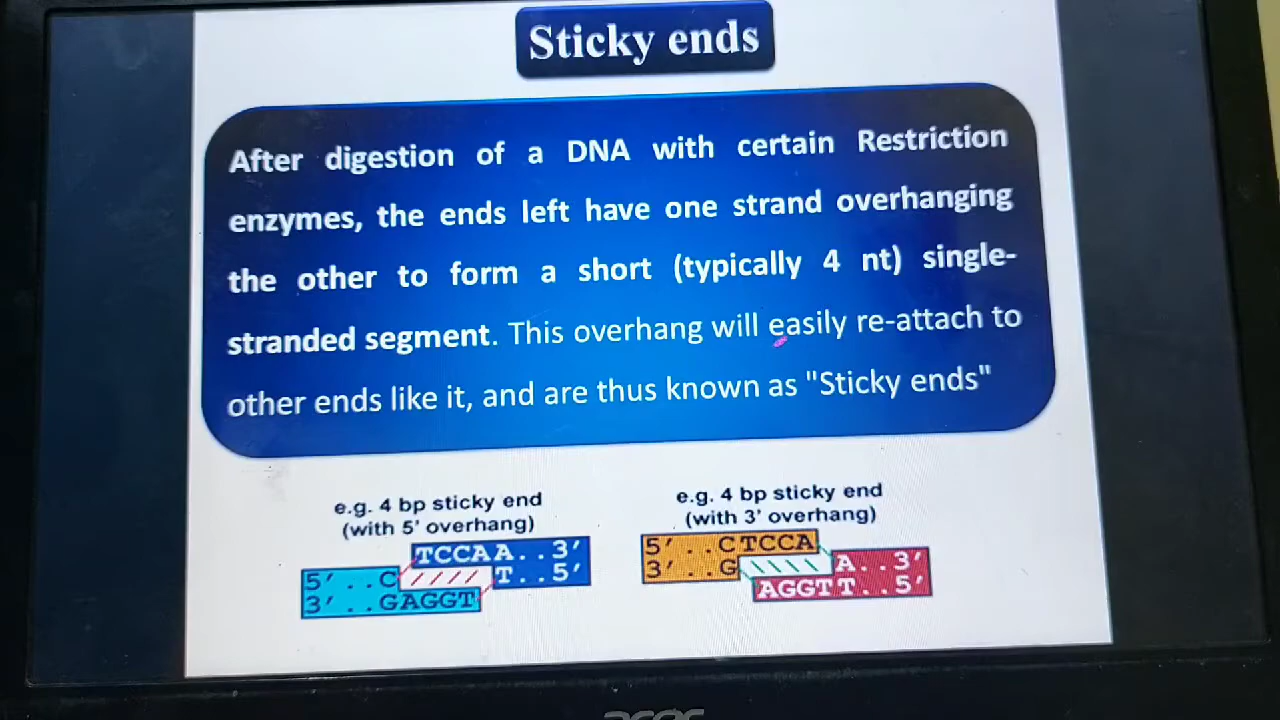 Sticky ends
After digestion of a DNA with certain Restriction
enzymes, the ends left have one strand overhanging
the other to form a short (typically 4 nt) single-
stranded segment. This overhang will easily re-attach to
other ends like it, and are thus known as "Sticky ends"
e.g. 4 bp sticky end
(with 5' overhang)
TCCAA..3'
5'..C
T..5'
3'..GAGGT
e.g. 4 bp sticky end
(with 3' overhang)
5'..CTCCA
3'..G
A..3'
AGGTT..5'
acer